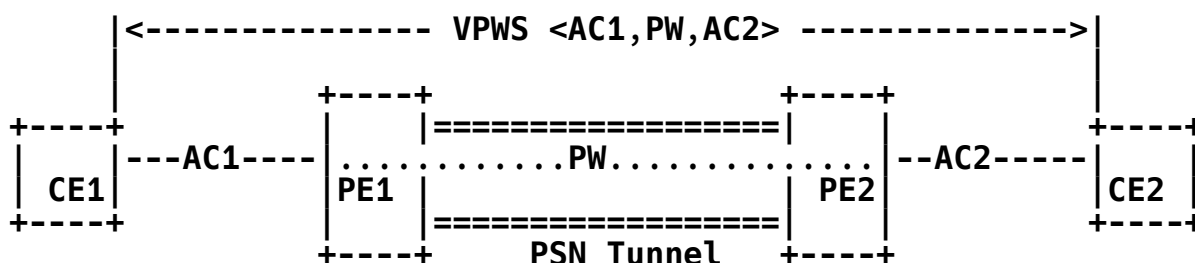 |<--------------- VPWS <AC1,PW,AC2> -------------->|
|                                                  |
|          +----+                  +----+          |
+----+     |    |==================|    |     +----+
|    |---AC1----|............PW..............|--AC2-----|    |
| CE1|     |PE1 |                  | PE2|     |CE2 |
+----+     |    |==================|    |     +----+
+----+     PSN Tunnel     +----+